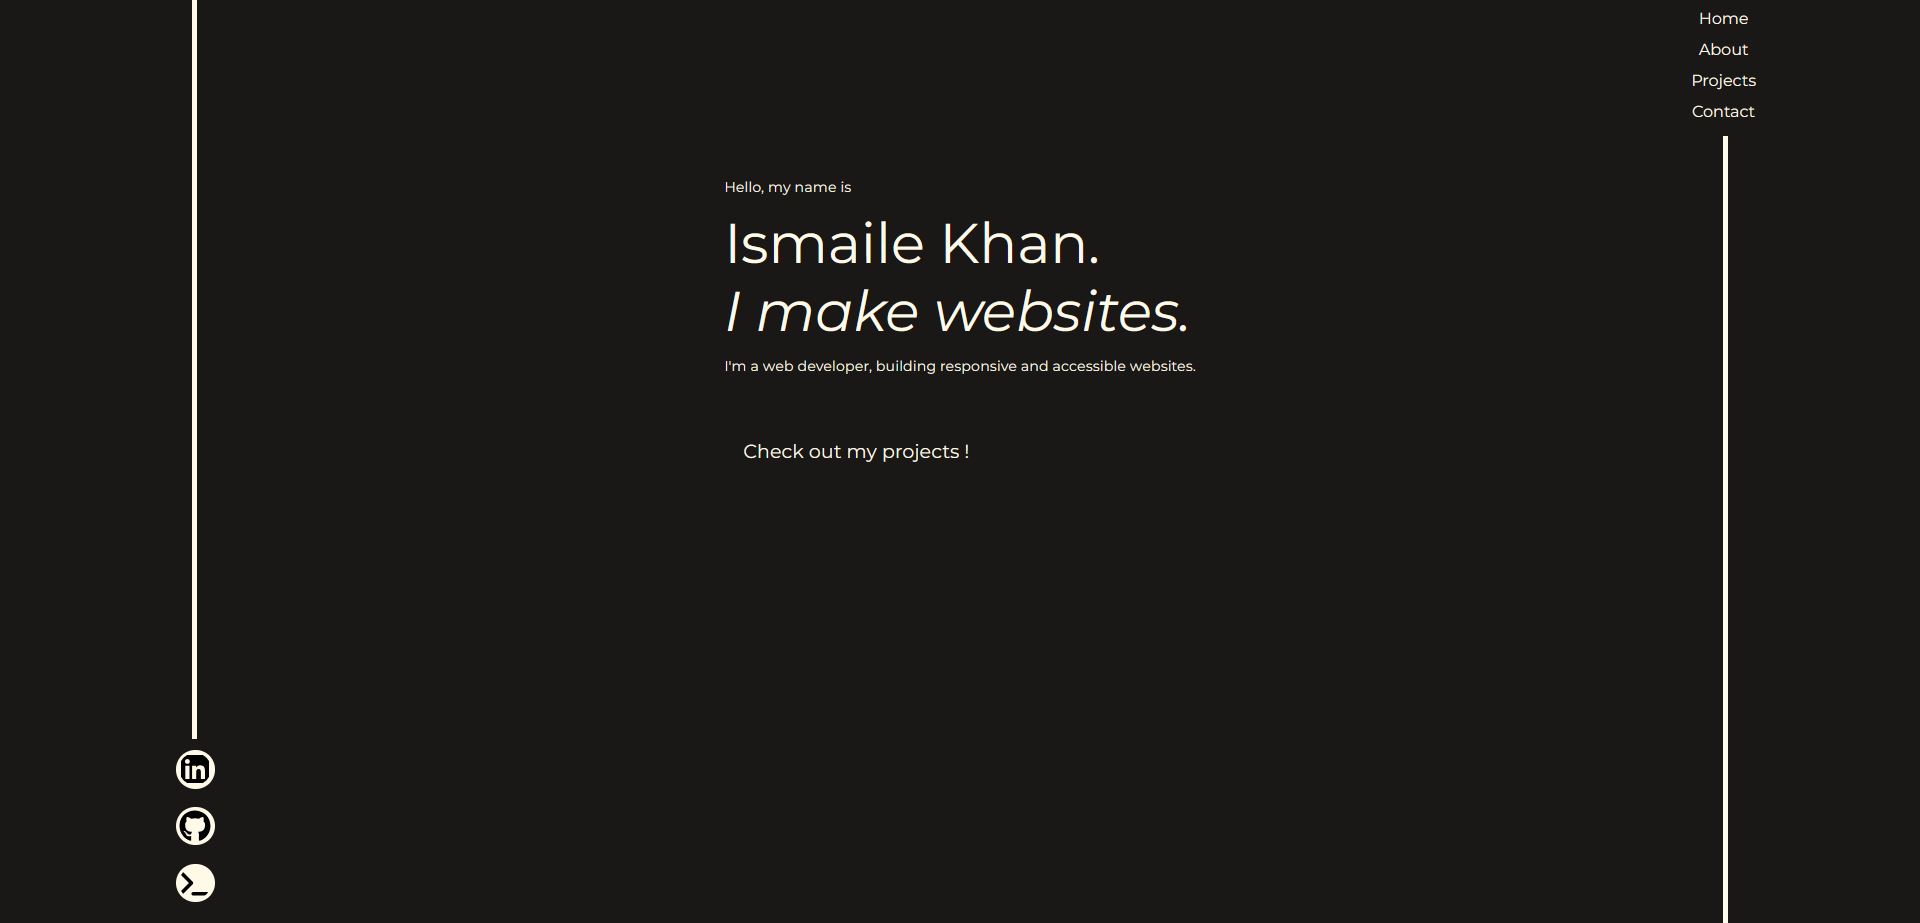 Home
About
Projects
Contact
Hello, my name is
Ismaile Khan.
I make websites.
I'm a web developer, building responsive and accessible websites.
Check out my projects !
in